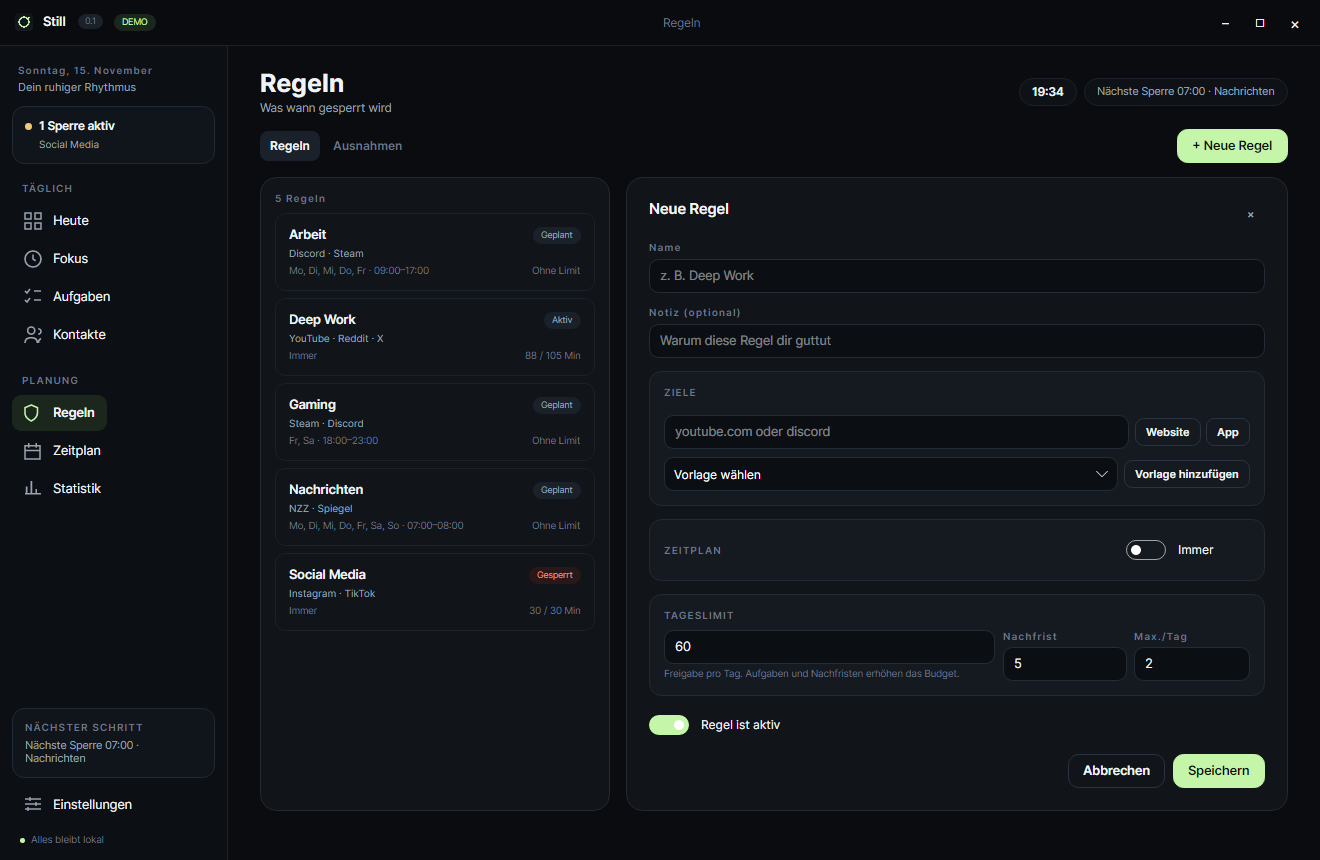 Still 0.1 DEMO
Regeln
Sonntag, 15. November
Dein ruhiger Rhythmus
1 Sperre aktiv
Social Media
TÄGLICH
Heute
Fokus
Aufgaben
Kontakte
PLANUNG
Regeln
Zeitplan
Statistik
NÄCHSTER SCHRITT
Nächste Sperre 07:00 ·
Nachrichten
Einstellungen
Alles bleibt lokal
Regeln
Was wann gesperrt wird
19:34
Nächste Sperre 07:00 · Nachrichten
Regeln Ausnahmen
+ Neue Regel
5 Regeln
Arbeit Geplant
Discord · Steam
Mo, Di, Mi, Do, Fr · 09:00–17:00 Ohne Limit
Deep Work Aktiv
YouTube · Reddit · X
Immer 88 / 105 Min
Gaming Geplant
Steam · Discord
Fr, Sa · 18:00–23:00 Ohne Limit
Nachrichten Geplant
NZZ · Spiegel
Mo, Di, Mi, Do, Fr, Sa, So · 07:00–08:00 Ohne Limit
Social Media Gesperrt
Instagram · TikTok
Immer 30 / 30 Min
Neue Regel
Name
z. B. Deep Work
Notiz (optional)
Warum diese Regel dir guttut
ZIELE
youtube.com oder discord Website App
Vorlage wählen Vorlage hinzufügen
ZEITPLAN Immer
TAGESLIMIT
60
Freigabe pro Tag. Aufgaben und Nachfristen erhöhen das Budget.
Nachfrist
5
Max./Tag
2
Regel ist aktiv
Abbrechen Speichern